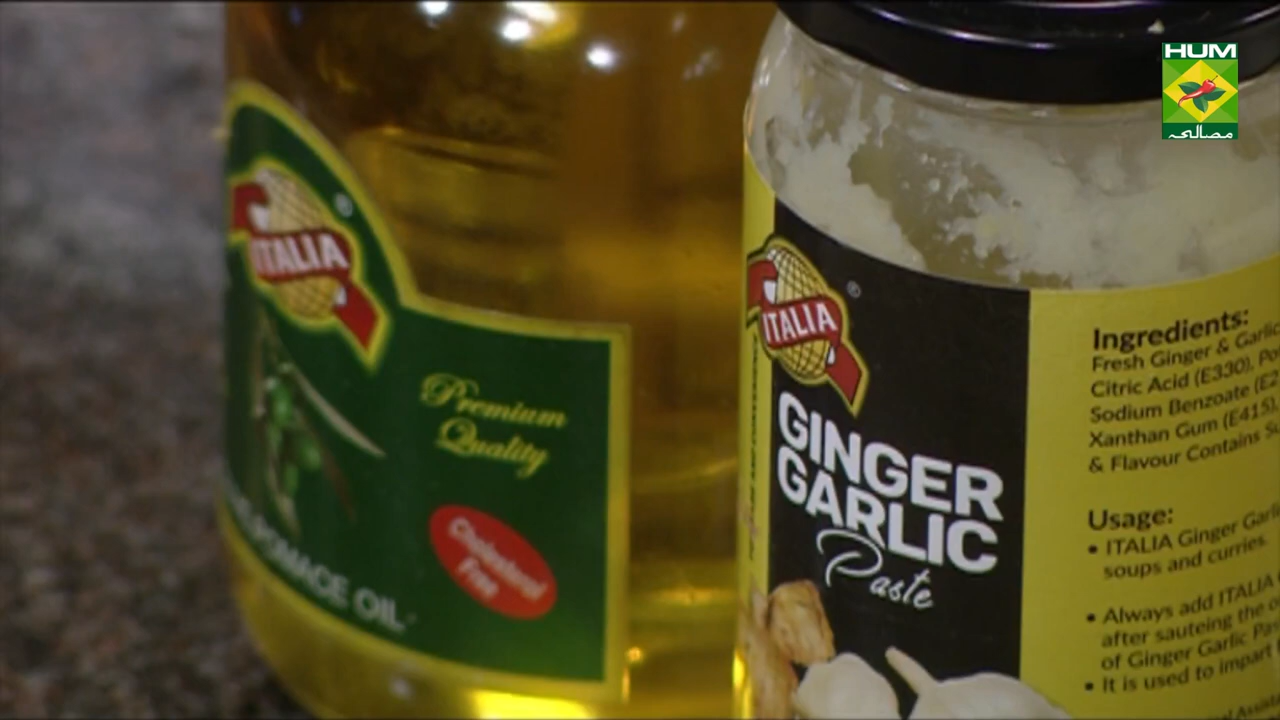 HUM
مصالحہ
ITALIA
®
Premium
Quality
Cholesterol
Free
POMACE OIL
ITALIA
®
GINGER
GARLIC
Paste
Ingredients:
Fresh Ginger & Garlic
Citric Acid (E330),
Sodium Benzoate
Xanthan Gum (E415),
& Flavour Contains
Usage:
• ITALIA Ginger
soups and curries.
• Always add ITALIA
after sauteing the
of Ginger Garlic
• It is used to impart